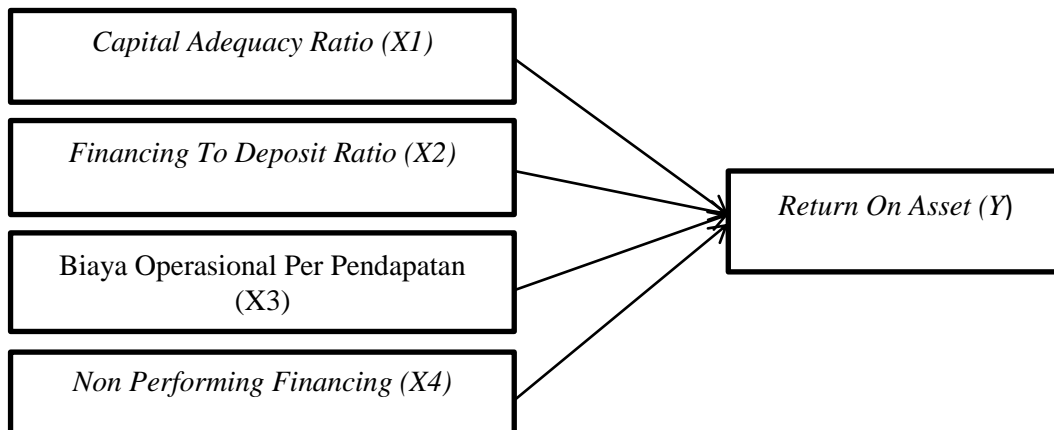 Capital Adequacy Ratio (X1)
Financing To Deposit Ratio (X2)
Return On Asset (Y)
Biaya Operasional Per Pendapatan
(X3)
Non Performing Financing (X4)